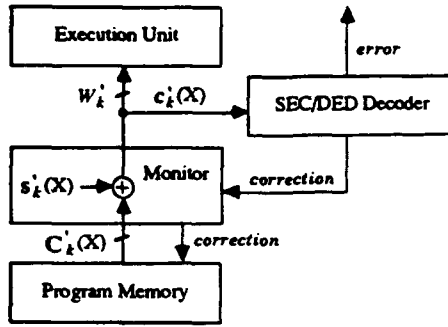 Execution Unit
error
W'k
c'k(X)
SEC/DED Decoder
Monitor
s'k(X)
+
correction
C'k(X)
correction
Program Memory